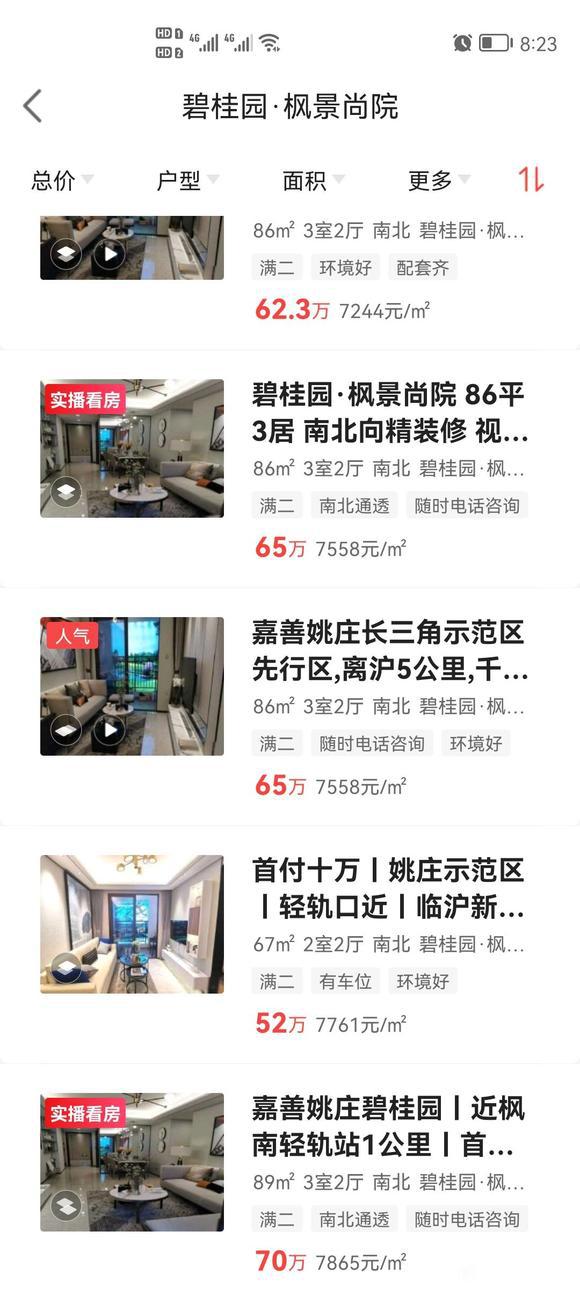 HD 1 4G 4G 8:23
HD 2
碧桂园·枫景尚院
总价 户型 面积 更多
86㎡ 3室2厅 南北 碧桂园·枫...
满二 环境好 配套齐
62.3万 7244元/㎡
实播看房
碧桂园·枫景尚院 86平
3居 南北向精装修 视...
86㎡ 3室2厅 南北 碧桂园·枫...
满二 南北通透 随时电话咨询
65万 7558元/㎡
人气
嘉善姚庄长三角示范区
先行区,离沪5公里,千...
86㎡ 3室2厅 南北 碧桂园·枫...
满二 随时电话咨询 环境好
65万 7558元/㎡
首付十万丨姚庄示范区
丨轻轨口近丨临沪新...
67㎡ 2室2厅 南北 碧桂园·枫...
满二 有车位 环境好
52万 7761元/㎡
实播看房
嘉善姚庄碧桂园丨近枫
南轻轨站1公里丨首...
89㎡ 3室2厅 南北 碧桂园·枫...
满二 南北通透 随时电话咨询
70万 7865元/㎡